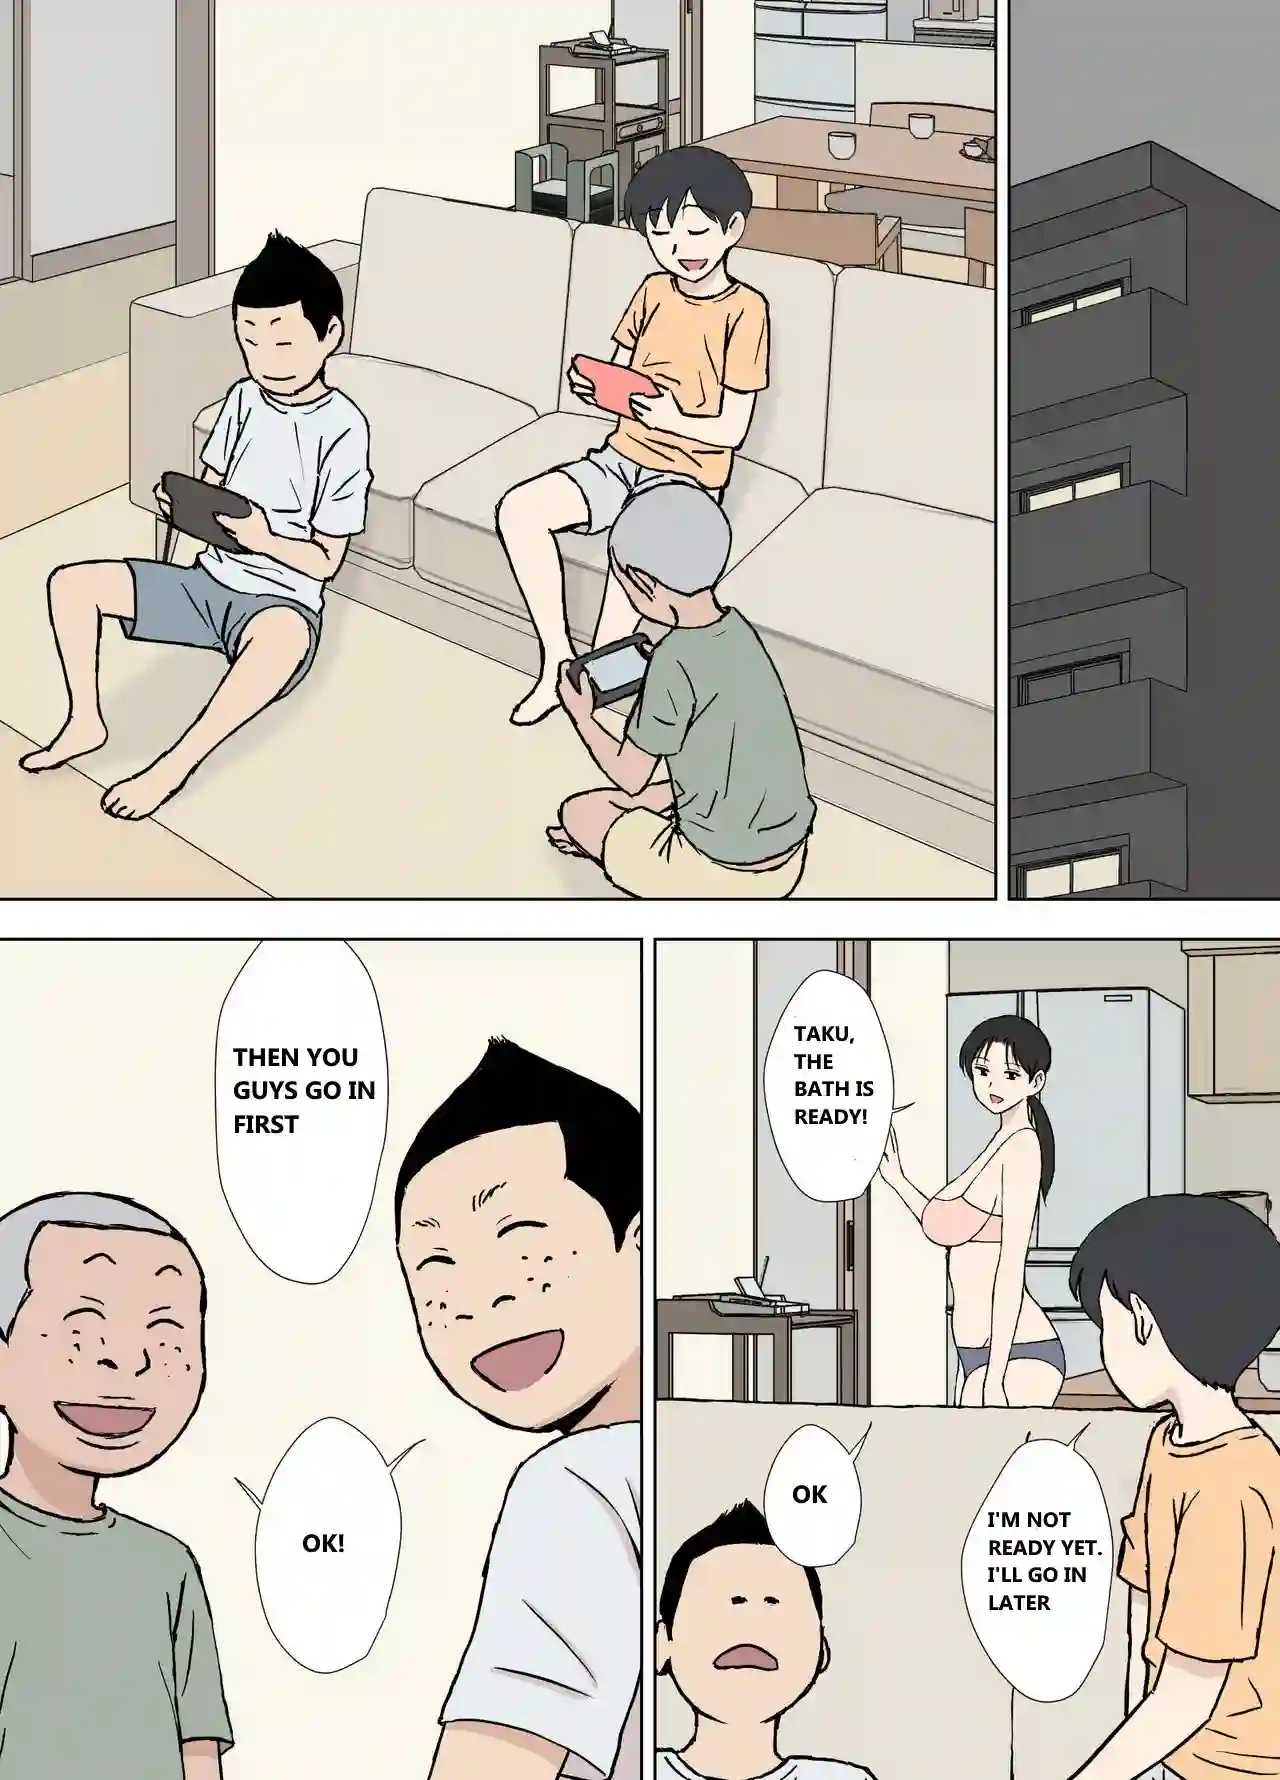 TAKU,
THE
BATH IS
READY!
I'M NOT
READY YET.
I'LL GO IN
LATER
OK
THEN YOU
GUYS GO IN
FIRST
OK!